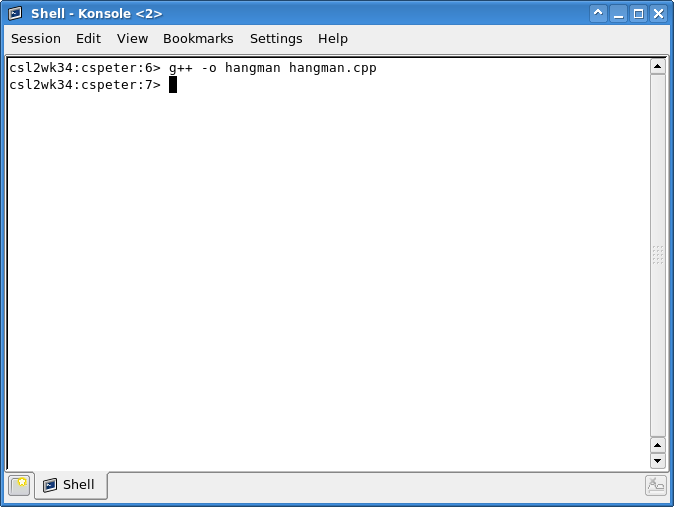 Shell - Konsole <2>
Session Edit View Bookmarks Settings Help
csl2wk34:cspeter:6> g++ -o hangman hangman.cpp
csl2wk34:cspeter:7>
Shell